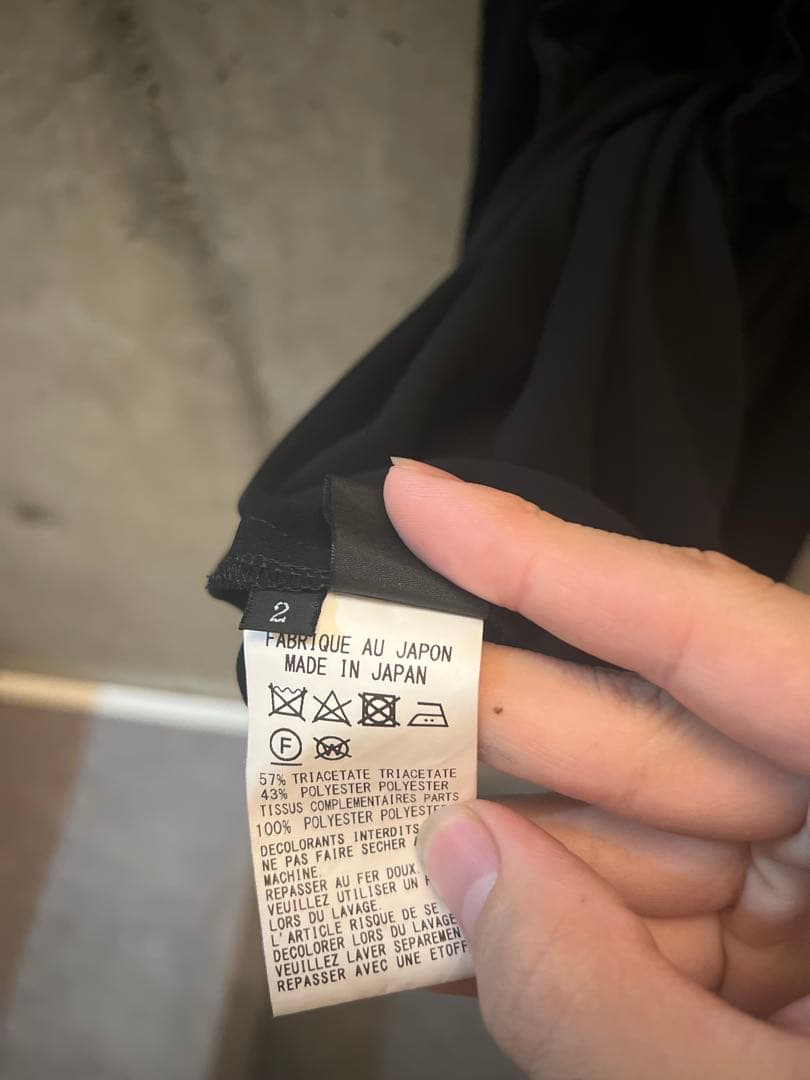 2
FABRIQUE AU JAPON
MADE IN JAPAN
F
W
57% TRIACETATE TRIACETATE
43% POLYESTER POLYESTER
TISSUS COMPLEMENTAIRES PARTS
100% POLYESTER POLYESTER
DECOLORANTS INTERDITS
NE PAS FAIRE SECHER
MACHINE.
REPASSER AU FER DOUX.
VEUILLEZ UTILISER UN
LORS DU LAVAGE.
L'ARTICLE RISQUE DE SE
DECOLORER LORS DU LAVAGE
VEUILLEZ LAVER SEPAREMEN
REPASSER AVEC UNE ETOFF